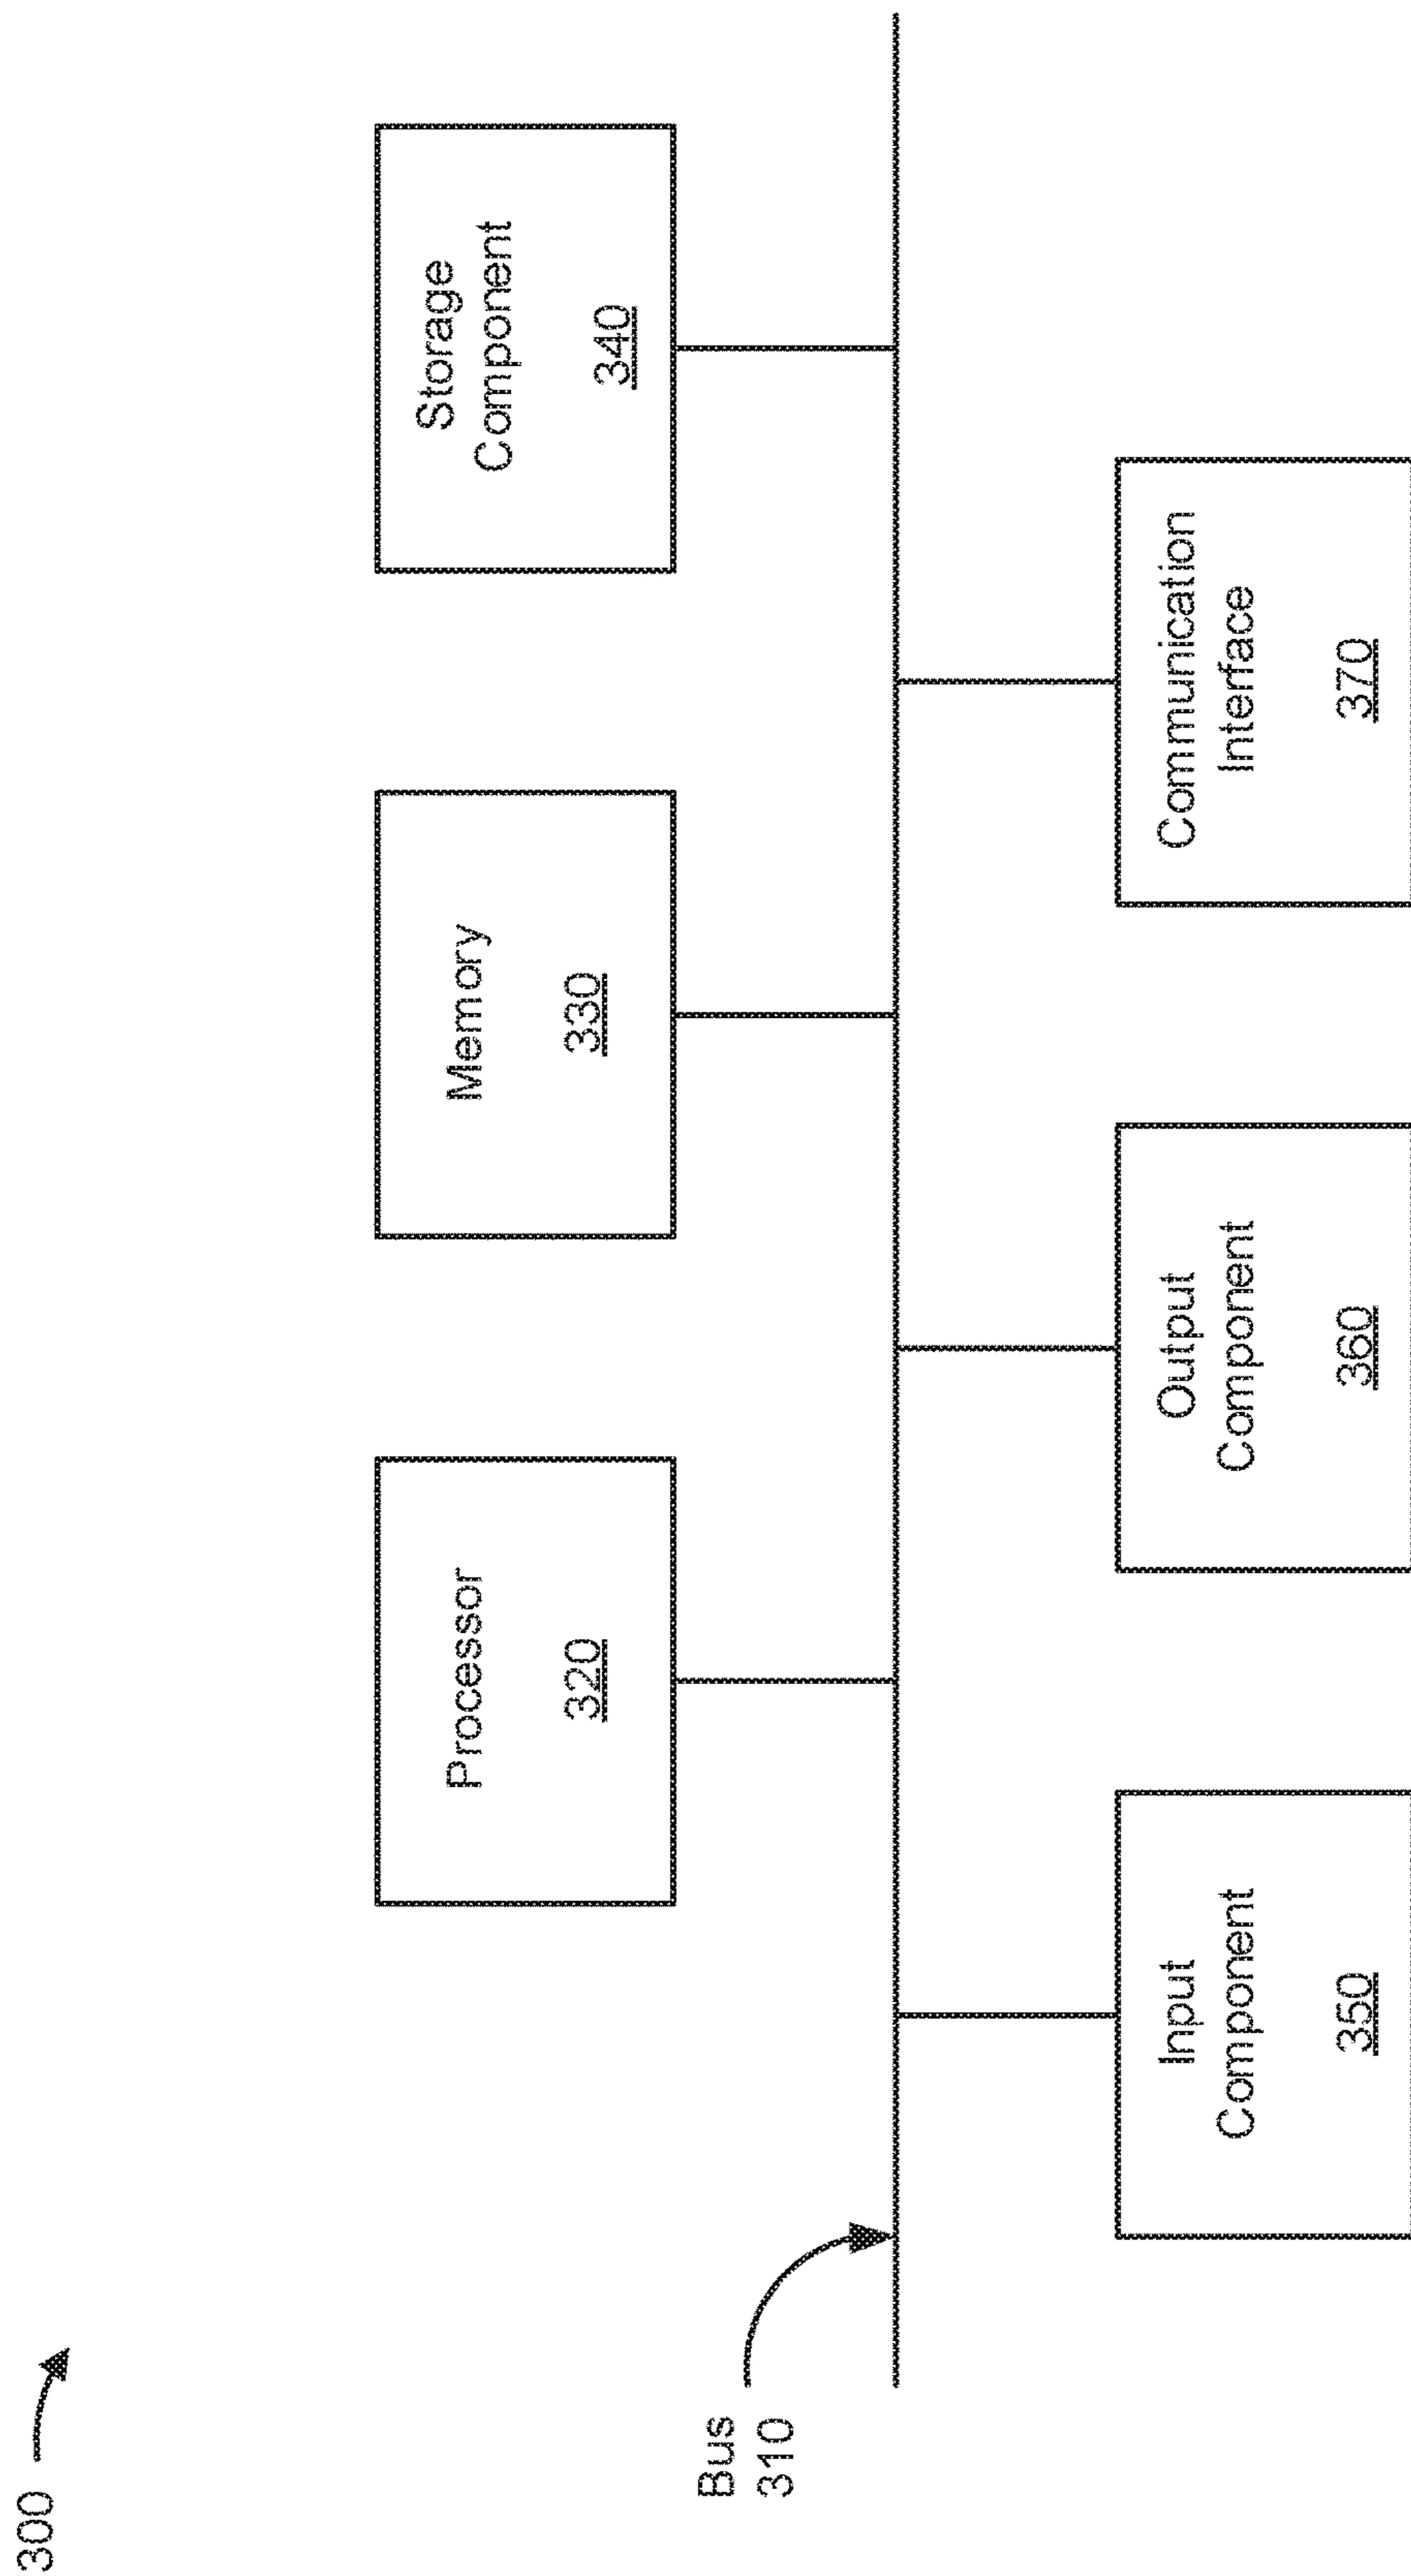 300
Processor
320
Memory
330
Storage
Component
340
Bus
310
Input
Component
350
Output
Component
360
Communication
Interface
370